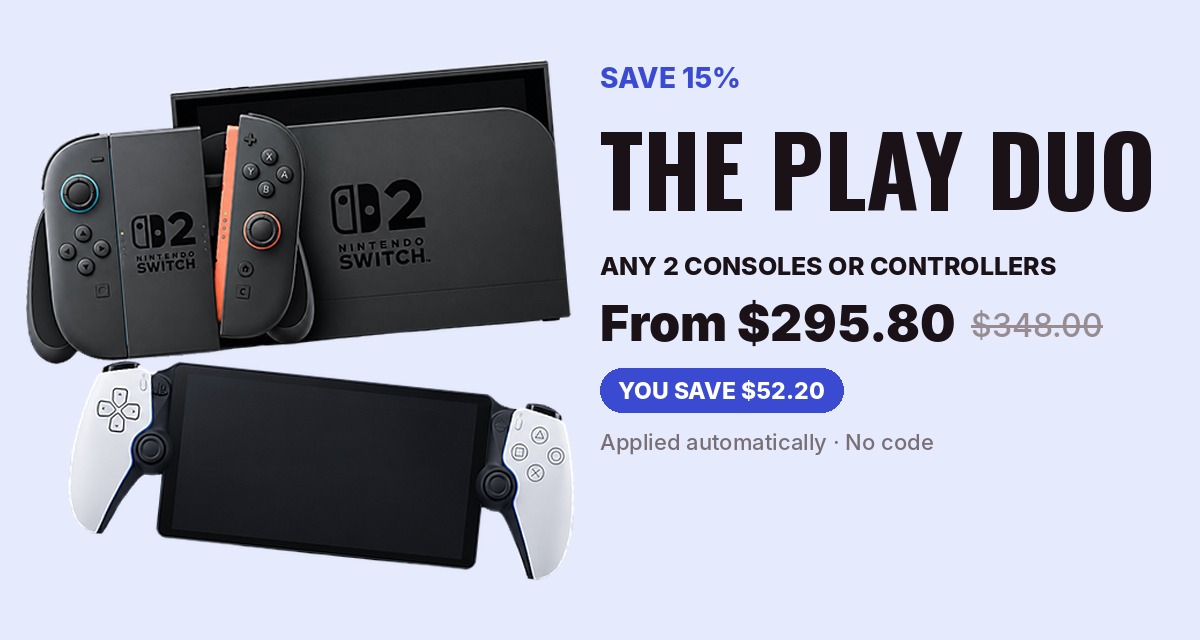 SAVE 15%
THE PLAY DUO
ANY 2 CONSOLES OR CONTROLLERS
From $295.80 $348.00
YOU SAVE $52.20
Applied automatically · No code
2
NINTENDO
SWITCH
2
NINTENDO
SWITCH
X
Y
A
B
C